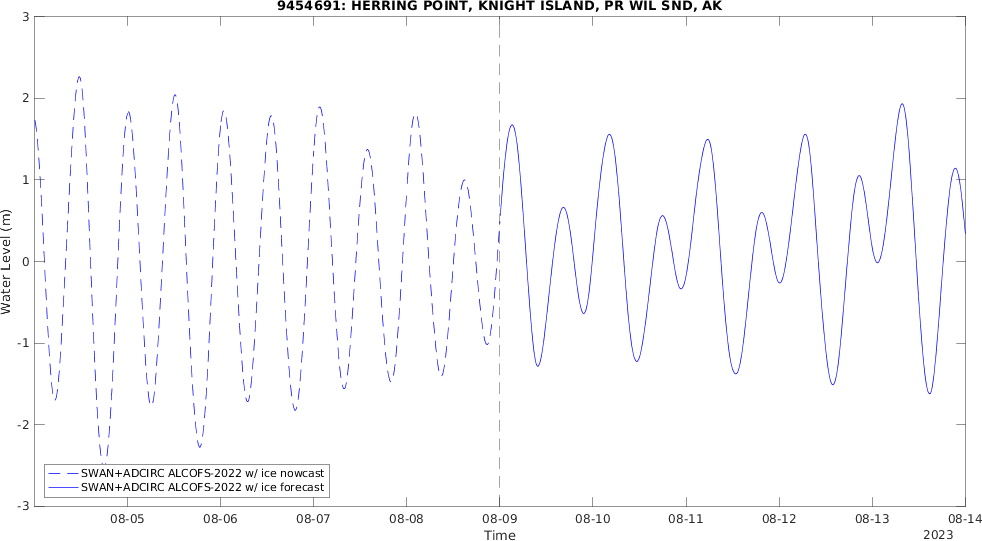 9454691: HERRING POINT, KNIGHT ISLAND, PR WIL SND, AK
3
2
1
0
-1
-2
-3
Water Level (m)
SWAN+ADCIRC ALCOFS-2022 w/ ice nowcast
SWAN+ADCIRC ALCOFS-2022 w/ ice forecast
08-05 08-06 08-07 08-08 08-09 08-10 08-11 08-12 08-13 08-14
Time
2023